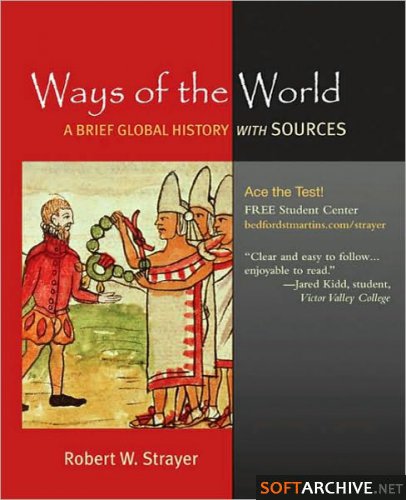 Ways of the World
A BRIEF GLOBAL HISTORY WITH SOURCES
Ace the Test!
FREE Student Center
bedfordstmartins.com/strayer
“Clear and easy to follow...
enjoyable to read.”
—Jared Kidd, student,
Victor Valley College
Robert W. Strayer
SOFTARCHIVE.NET